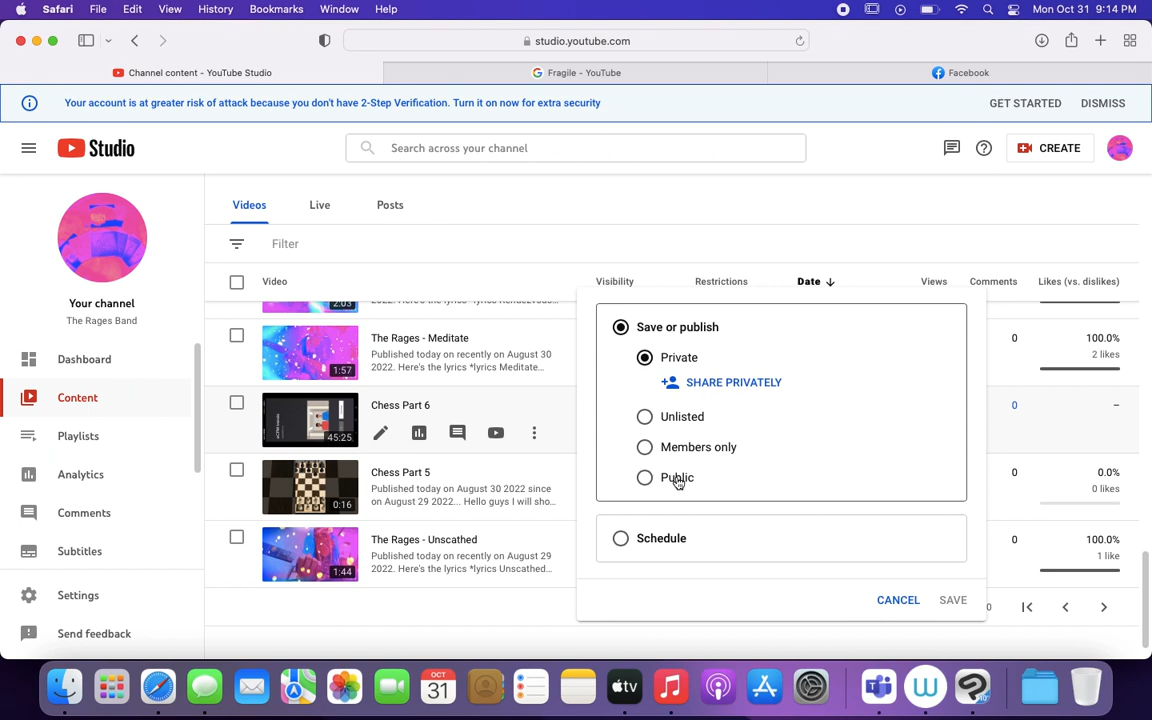 Safari File Edit View History Bookmarks Window Help Mon Oct 31 9:14 PM
studio.youtube.com
Channel content - YouTube Studio Fragile - YouTube Facebook
Your account is at greater risk of attack because you don't have 2-Step Verification. Turn it on now for extra security GET STARTED DISMISS
Studio Search across your channel CREATE
Videos Live Posts
Filter
Video Visibility Restrictions Date Views Comments Likes (vs. dislikes)
Your channel
The Rages Band
Dashboard
Content
Playlists
Analytics
Comments
Subtitles
Settings
Send feedback
2:03
The Rages - Meditate
Published today on recently on August 30
2022. Here's the lyrics *lyrics Meditate...
1:57
0 100.0%
2 likes
Chess Part 6
45:25
0 –
Chess Part 5
Published today on August 30 2022 since
on August 29 2022... Hello guys I will sho...
0:16
0 0.0%
0 likes
The Rages - Unscathed
Published today on recently on August 29
2022. Here's the lyrics *lyrics Unscathed...
1:44
0 100.0%
1 like
Save or publish
Private
SHARE PRIVATELY
Unlisted
Members only
Public
Schedule
CANCEL SAVE
OCT
31
tv